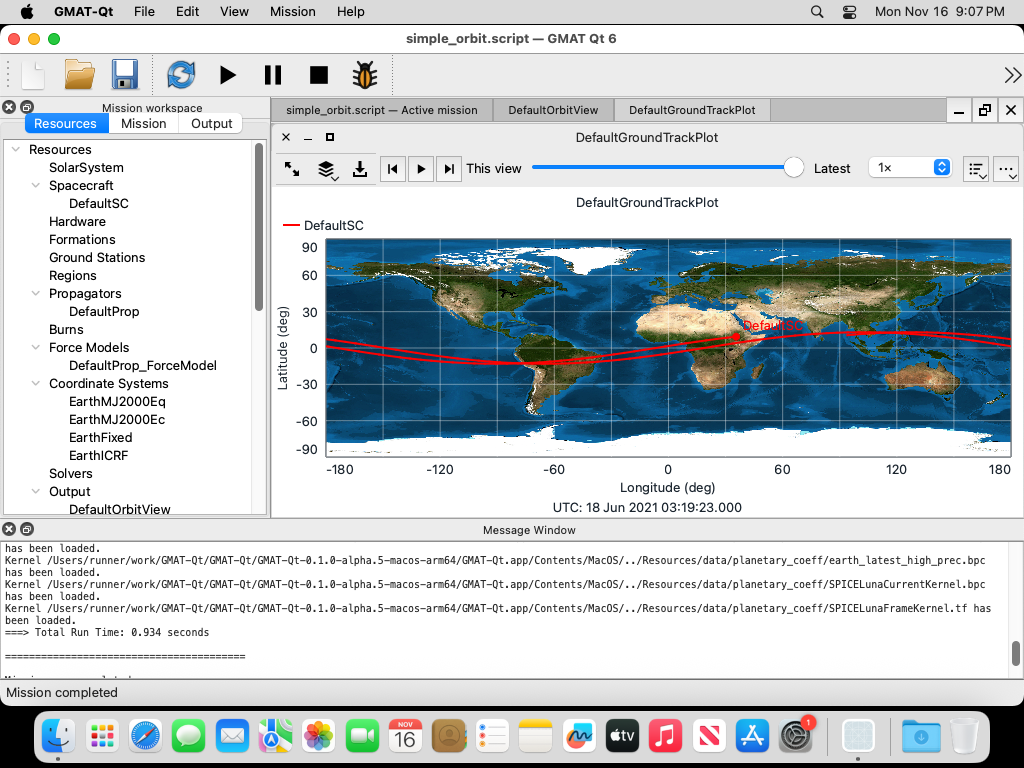 GMAT-Qt File Edit View Mission Help Mon Nov 16 9:07 PM
simple_orbit.script — GMAT Qt 6
Mission workspace
Resources Mission Output
Resources
SolarSystem
Spacecraft
DefaultSC
Hardware
Formations
Ground Stations
Regions
Propagators
DefaultProp
Burns
Force Models
DefaultProp_ForceModel
Coordinate Systems
EarthMJ2000Eq
EarthMJ2000Ec
EarthFixed
EarthICRF
Solvers
Output
DefaultOrbitView
simple_orbit.script — Active mission DefaultOrbitView DefaultGroundTrackPlot
DefaultGroundTrackPlot
This view Latest 1×
DefaultGroundTrackPlot
DefaultSC
90
60
30
0
-30
-60
-90
Latitude (deg)
DefaultSC
-180 -120 -60 0 60 120 180
Longitude (deg)
UTC: 18 Jun 2021 03:19:23.000
Message Window
has been loaded.
Kernel /Users/runner/work/GMAT-Qt/GMAT-Qt/GMAT-Qt-0.1.0-alpha.5-macos-arm64/GMAT-Qt.app/Contents/MacOS/../Resources/data/planetary_coeff/earth_latest_high_prec.bpc
has been loaded.
Kernel /Users/runner/work/GMAT-Qt/GMAT-Qt/GMAT-Qt-0.1.0-alpha.5-macos-arm64/GMAT-Qt.app/Contents/MacOS/../Resources/data/planetary_coeff/SPICELunaCurrentKernel.bpc
has been loaded.
Kernel /Users/runner/work/GMAT-Qt/GMAT-Qt/GMAT-Qt-0.1.0-alpha.5-macos-arm64/GMAT-Qt.app/Contents/MacOS/../Resources/data/planetary_coeff/SPICELunaFrameKernel.tf has
been loaded.
===> Total Run Time: 0.934 seconds
========================================
Mission completed
NOV
16
tv
1